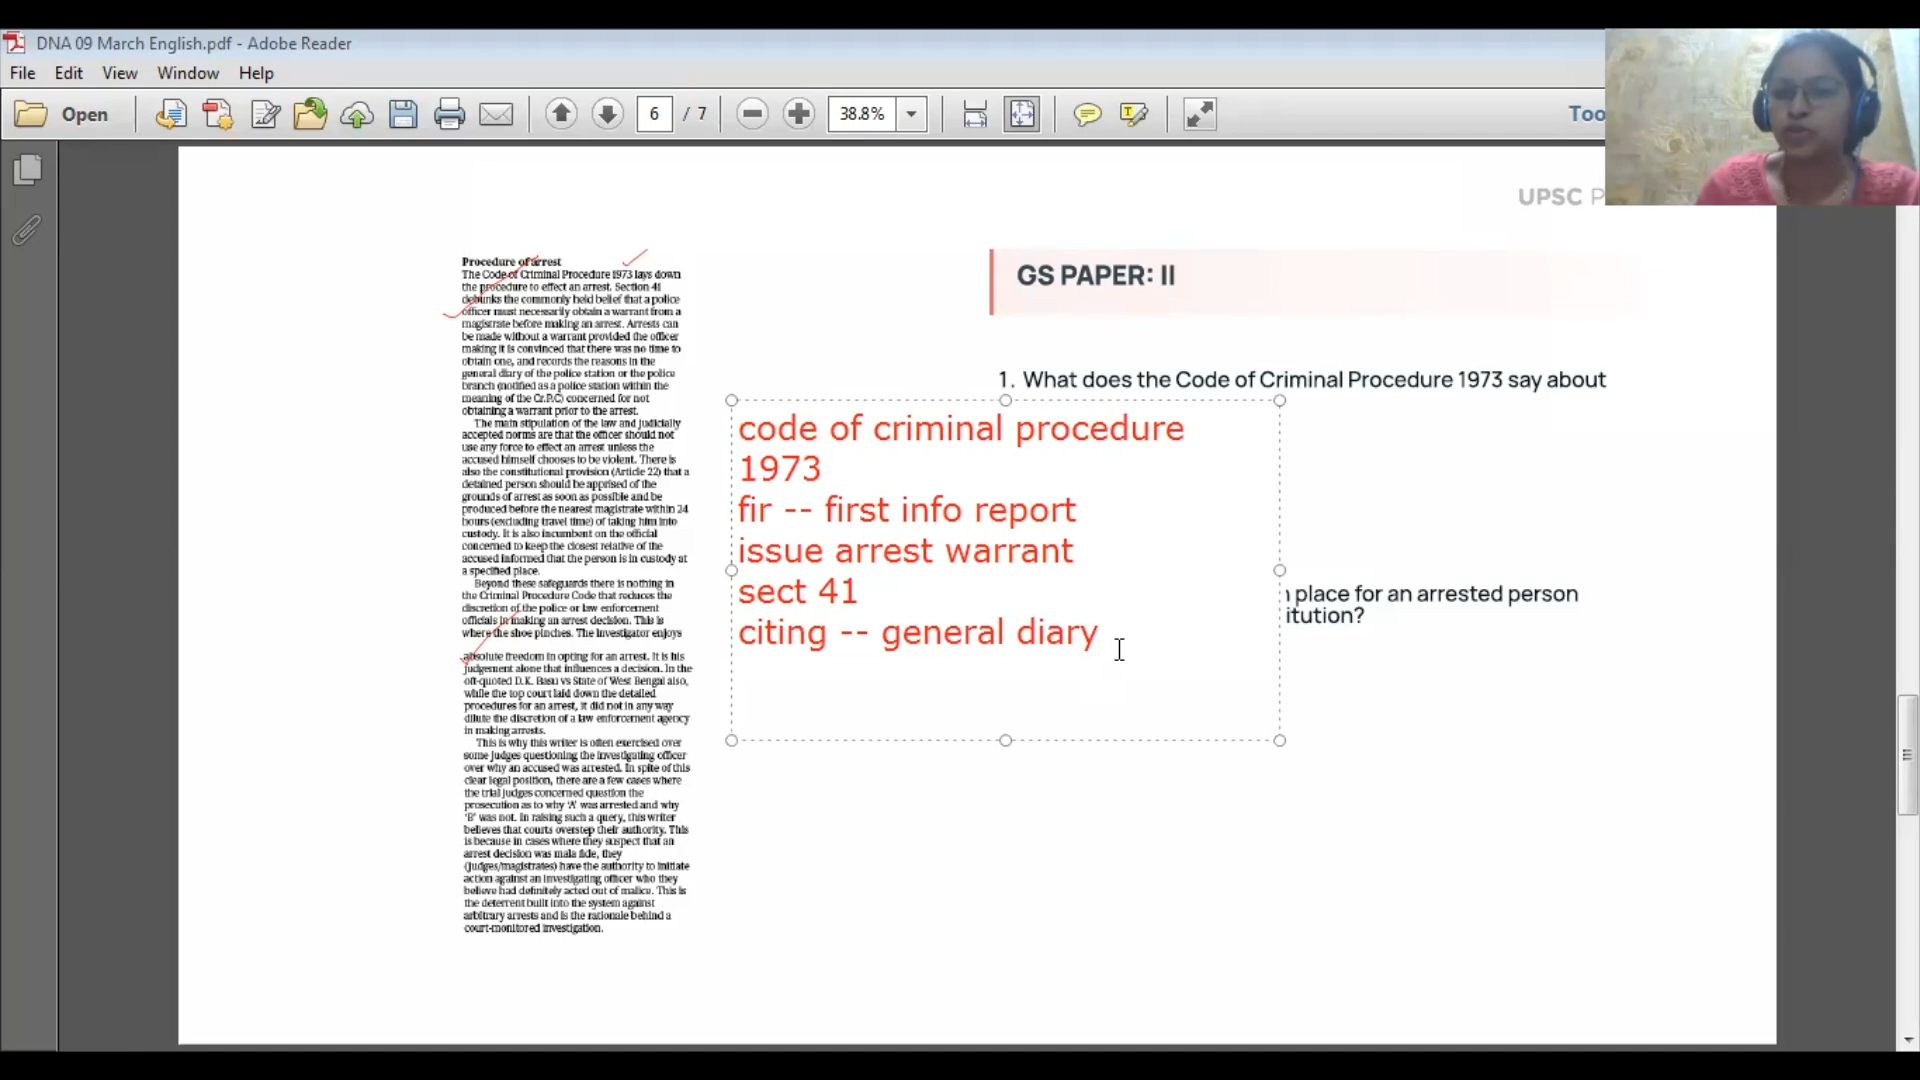 DNA 09 March English.pdf - Adobe Reader
File Edit View Window Help
Open 6 / 7 38.8% Too
UPSC P
Procedure of arrest
The Code of Criminal Procedure 1973 lays down
the procedure to effect an arrest. Section 41
debunks the commonly held belief that a police
officer must necessarily obtain a warrant from a
magistrate before making an arrest. Arrests can
be made without a warrant provided the officer
making it is convinced that there was no time to
obtain one, and records the reasons in the
general diary of the police station or the police
branch (notified as a police station within the
meaning of the Cr.P.C) concerned for not
obtaining a warrant prior to the arrest.
The main stipulation of the law and judicially
accepted norms are that the officer should not
use any force to effect an arrest unless the
accused himself chooses to be violent. There is
also the constitutional provision (Article 22) that a
detained person should be apprised of the
grounds of arrest as soon as possible and be
produced before the nearest magistrate within 24
hours (excluding travel time) of taking him into
custody. It is also incumbent on the official
concerned to keep the closest relative of the
accused informed that the person is in custody at
a specified place.
Beyond these safeguards there is nothing in
the Criminal Procedure Code that reduces the
discretion of the police or law enforcement
officials in making an arrest decision. This is
where the shoe pinches. The investigator enjoys
absolute freedom in opting for an arrest. It is his
judgement alone that influences a decision. In the
oft-quoted D.K. Basu vs State of West Bengal also,
while the top court laid down the detailed
procedures for an arrest, it did not in any way
dilute the discretion of a law enforcement agency
in making arrests.
This is why this writer is often exercised over
some judges questioning the investigating officer
over why an accused was arrested. In spite of this
clear legal position, there are a few cases where
the trial judges concerned question the
prosecution as to why 'A' was arrested and why
'B' was not. In raising such a query, this writer
believes that courts overstep their authority. This
is because in cases where they suspect that an
arrest decision was mala fide, they
(judges/magistrates) have the authority to initiate
action against an investigating officer who they
believe had definitely acted out of malice. This is
the deterrent built into the system against
arbitrary arrests and is the rationale behind a
court-monitored investigation.
GS PAPER: II
1. What does the Code of Criminal Procedure 1973 say about
code of criminal procedure
1973
fir -- first info report
issue arrest warrant
sect 41
citing -- general diary
place for an arrested person
itution?